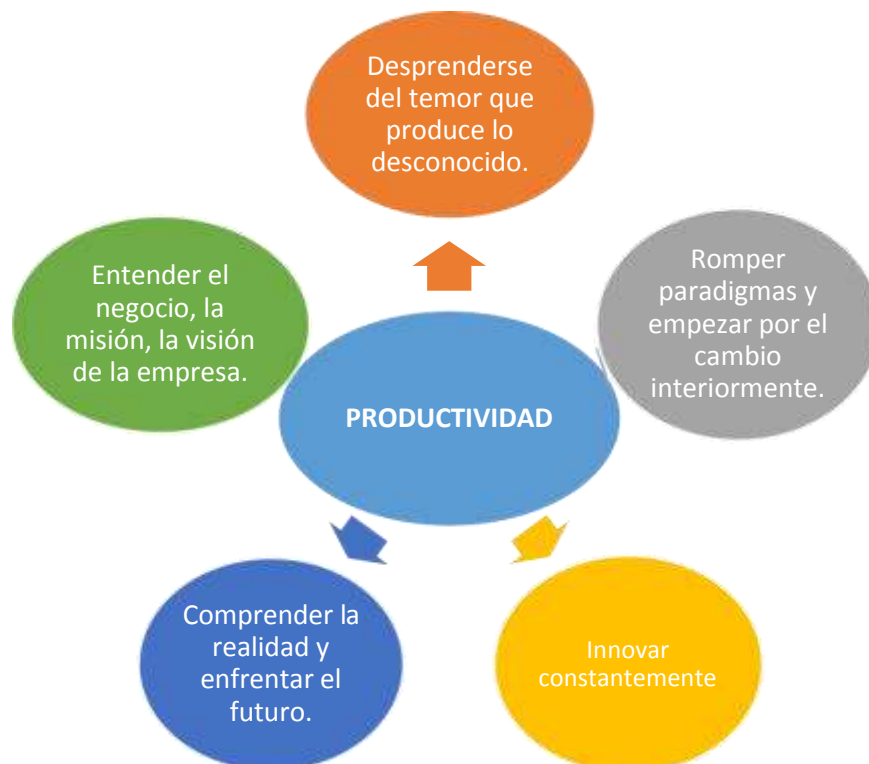 Desprenderse
del temor que
produce lo
desconocido.
Entender el
negocio, la
misión, la visión
de la empresa.
Romper
paradigmas y
empezar por el
cambio
interiormente.
PRODUCTIVIDAD
Comprender la
realidad y
enfrentar el
futuro.
Innovar
constantemente